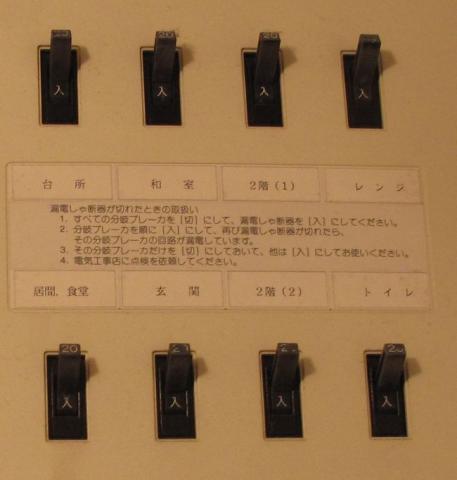 20 20 20
入 入 入 入
台所 和室 2階(1) レンジ
漏電しゃ断器が切れたときの取扱い
1. すべての分岐ブレーカを [切] にして、漏電しゃ断器を [入] にしてください。
2. 分岐ブレーカを順に [入] にして、再び漏電しゃ断器が切れたら、
その分岐ブレーカの回路が漏電しています。
3. その分岐ブレーカだけを [切] にしておいて、他は [入] にしてお使いください。
4. 電気工事店に点検を依頼してください。
居間、食堂 玄関 2階(2) トイレ
20 2 2 20
入 入 入 入